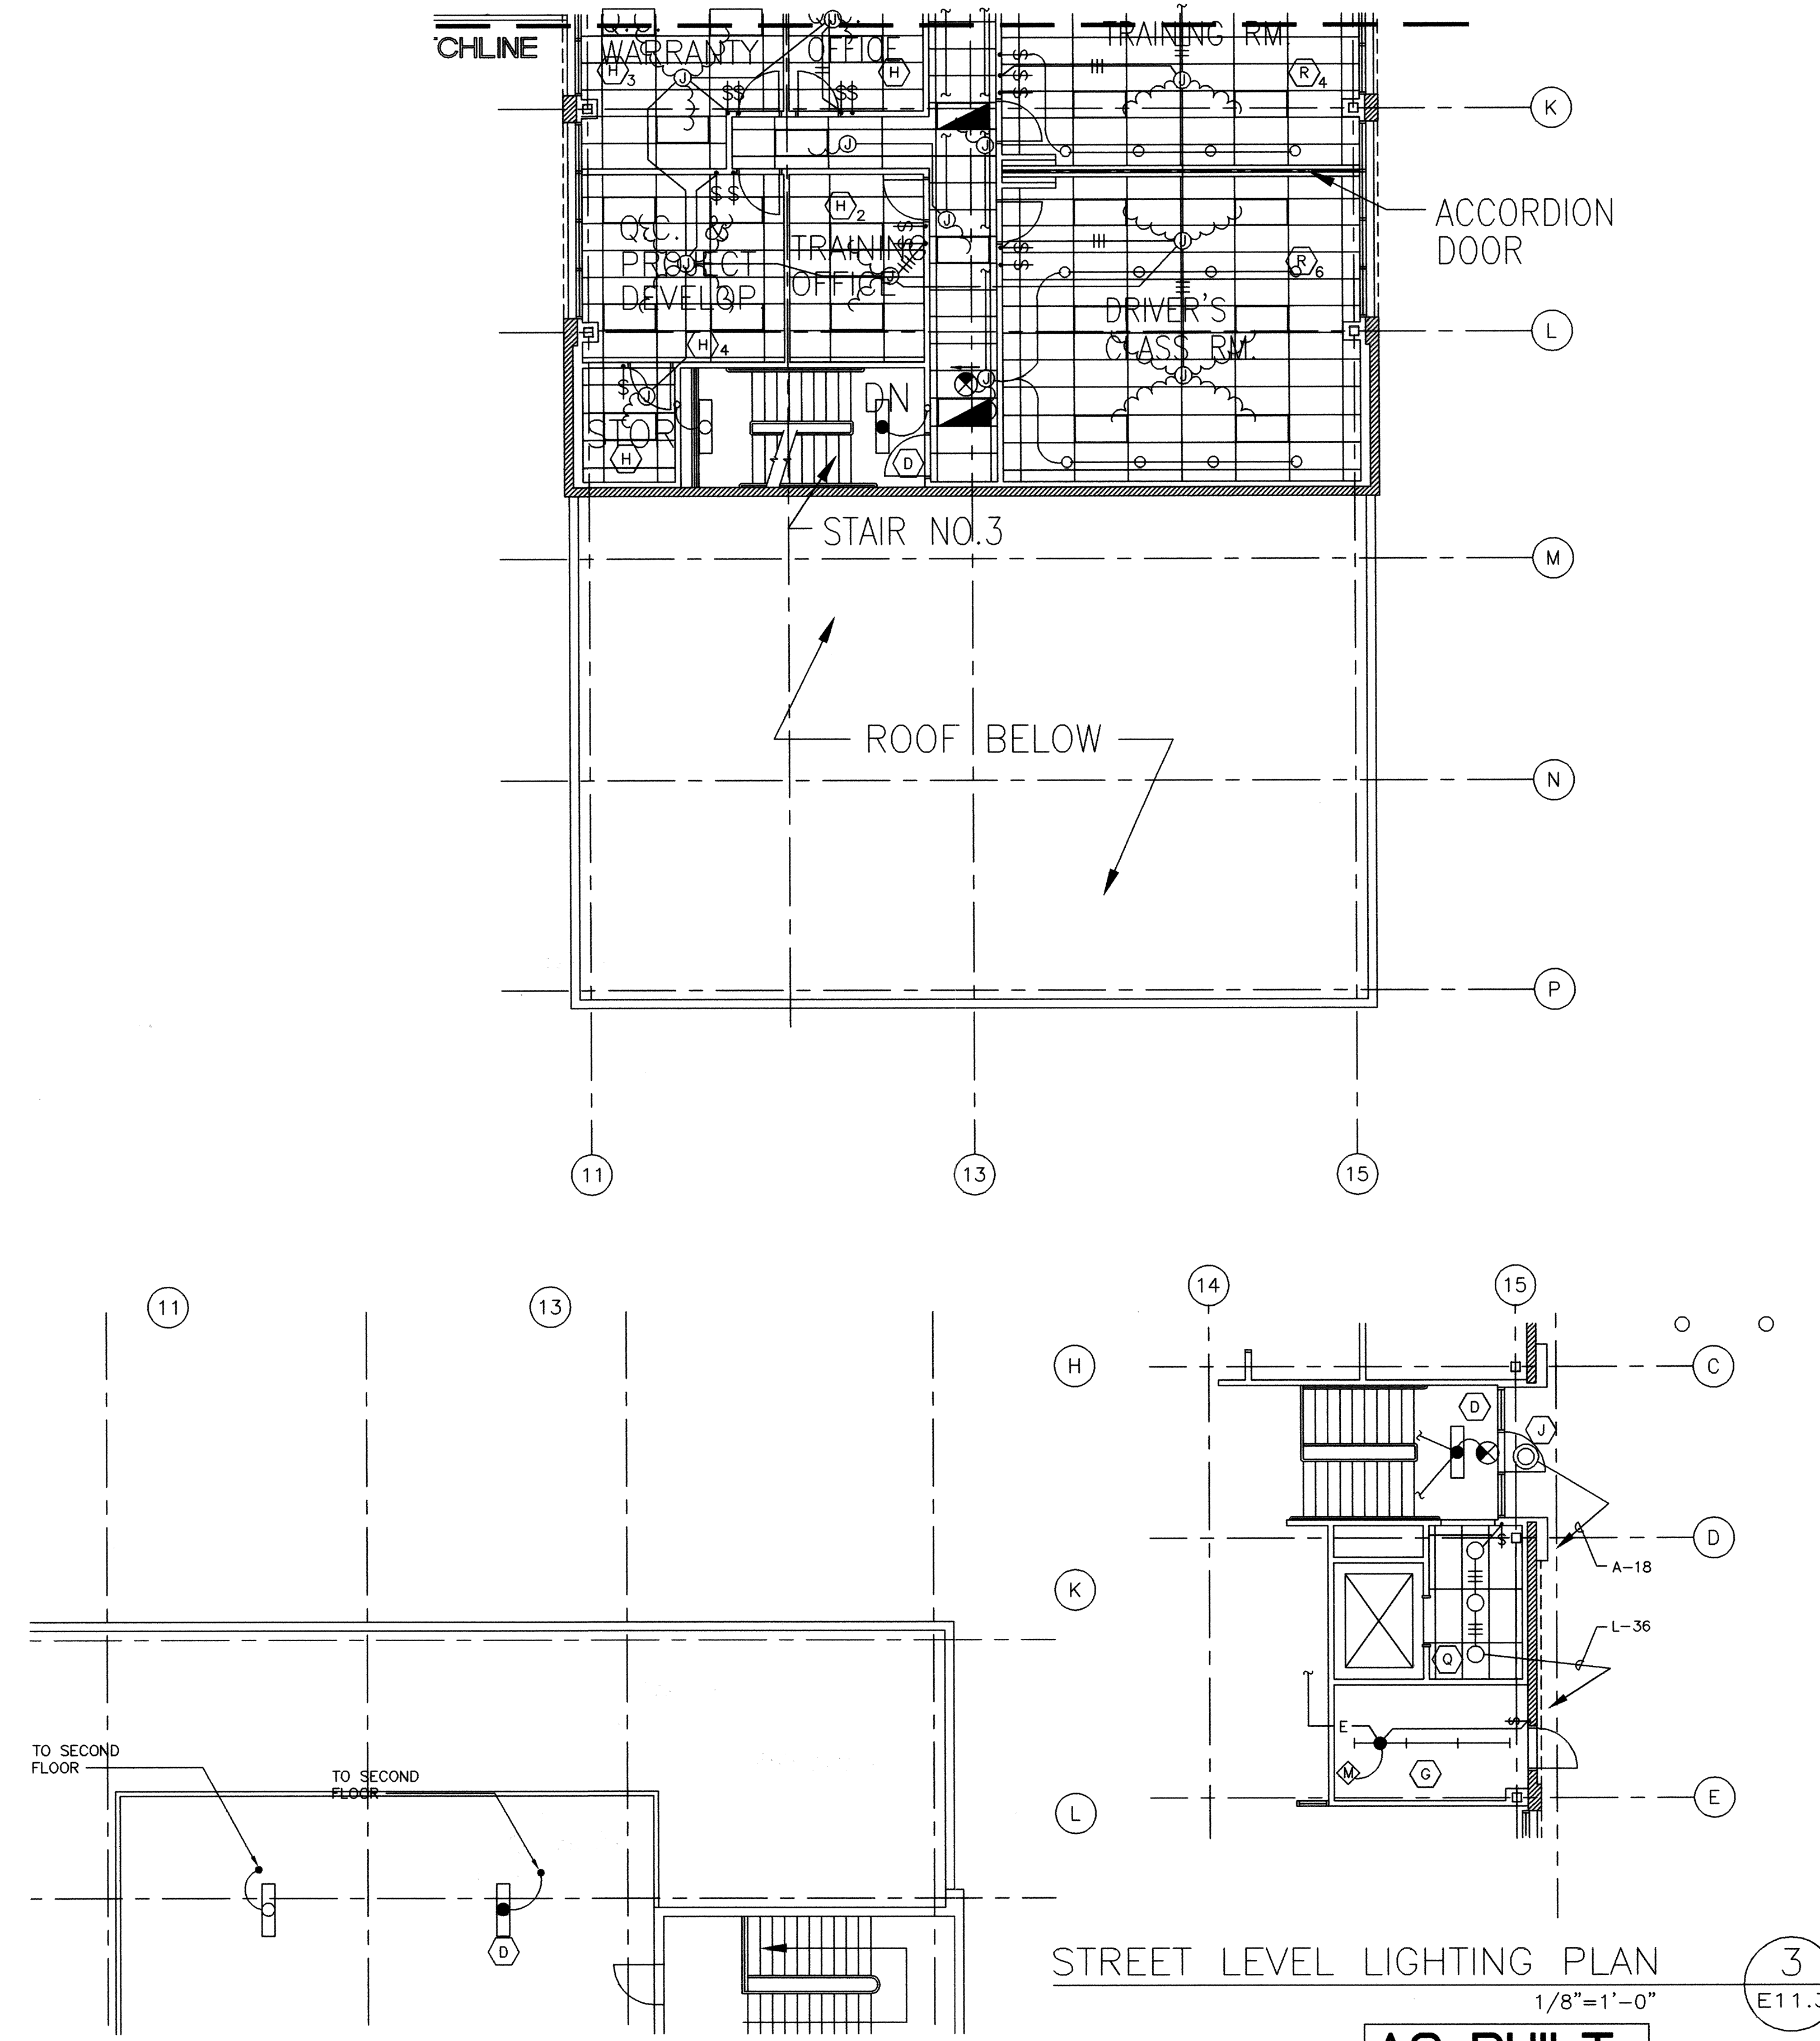 TRAINING RM.
WARRANTY
OFFICE
H 3
H
R 4
J
J
J
$$
$$
K
J
J
ACCORDION
DOOR
$ $
H 2
J
J
Q.C. &
PROJECT
DEVELOP.
TRAINING
OFFICE
J
J
R 6
DRIVER'S
CLASS RM.
H 4
L
J
J
J
$
DN
STOR
H
D
STAIR NO.3
M
ROOF BELOW
N
P
11
13
15
11
13
14
15
H
C
D
J
D
$
A-18
K
L-36
Q
E
M
G
E
L
TO SECOND
FLOOR
TO SECOND
FLOOR
D
STREET LEVEL LIGHTING PLAN
3
1/8"=1'-0"